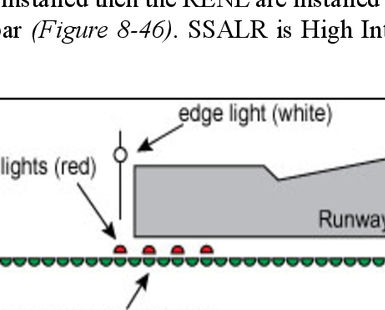 installed then the RENL are installed
bar (Figure 8-46). SSALR is High Int
edge light (white)
lights (red)
Runway